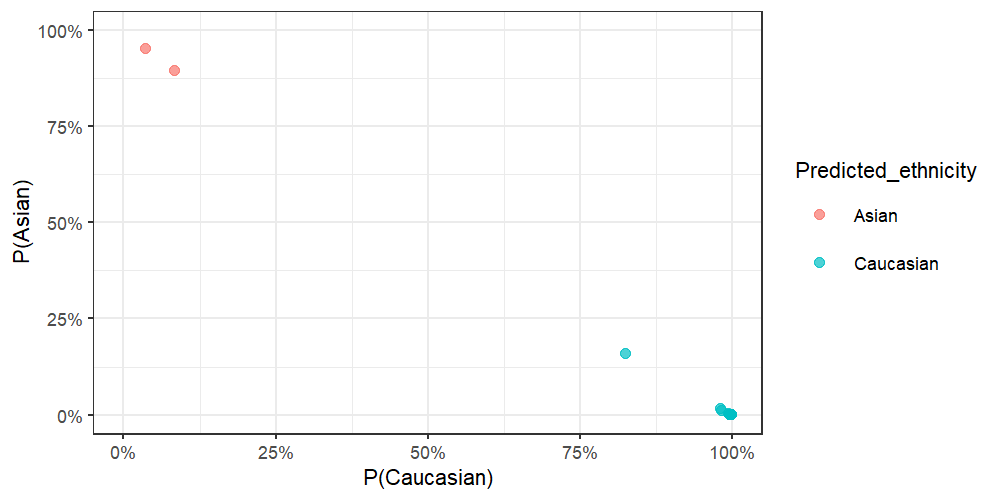 100%
75%
50%
25%
0%
P(Asian)
0% 25% 50% 75% 100%
P(Caucasian)
Predicted_ethnicity
Asian
Caucasian